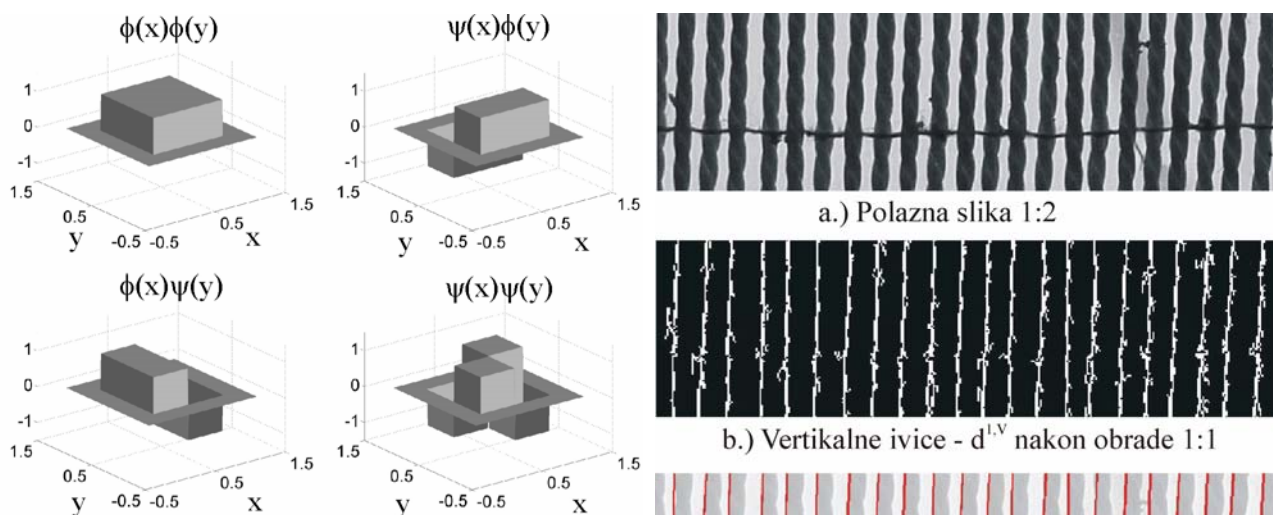 ϕ(x)ϕ(y)
1
0
-1
1.5
0.5
-0.5
y
-0.5
0.5
1.5
x
ψ(x)ϕ(y)
1
0
-1
1.5
0.5
-0.5
y
-0.5
0.5
1.5
x
ϕ(x)ψ(y)
1
0
-1
1.5
0.5
-0.5
y
-0.5
0.5
1.5
x
ψ(x)ψ(y)
1
0
-1
1.5
0.5
-0.5
y
-0.5
0.5
1.5
x
a.) Polazna slika 1:2
b.) Vertikalne ivice - d^1,V nakon obrade 1:1